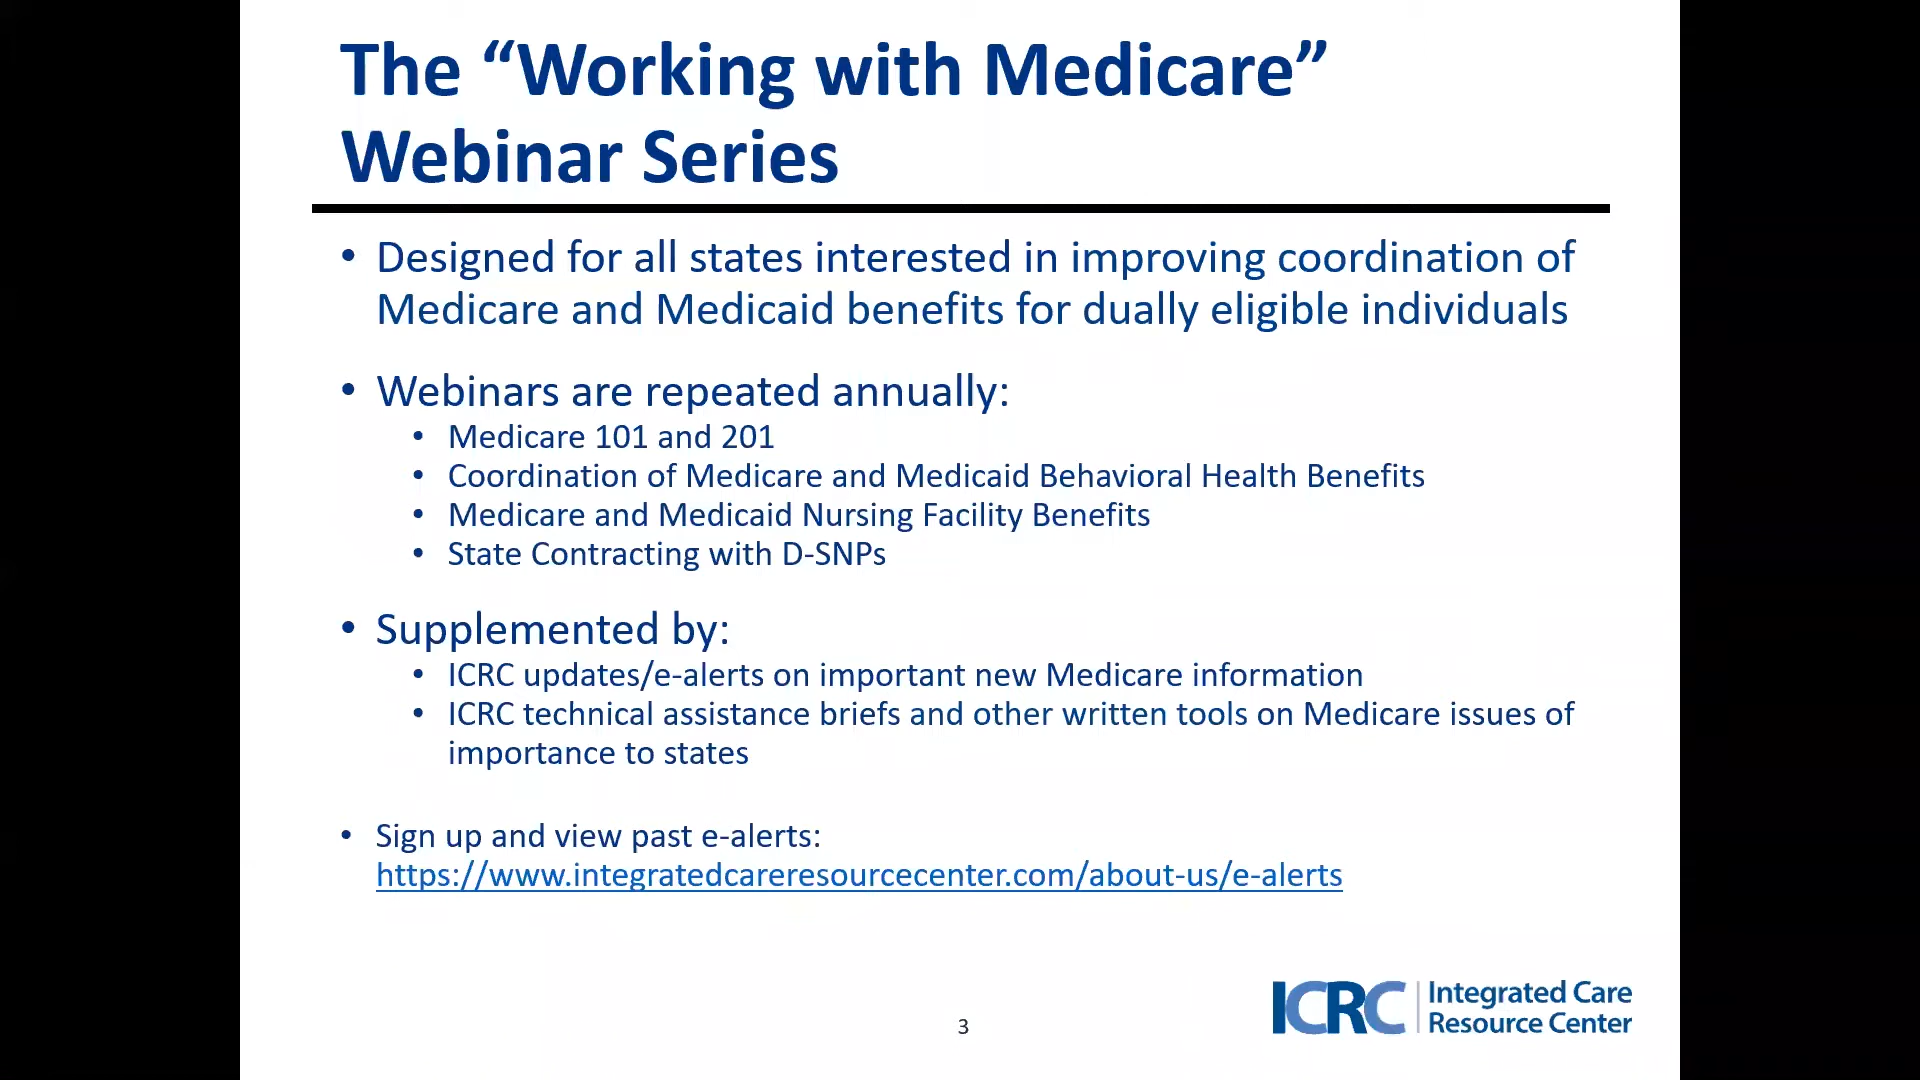 The “Working with Medicare”
Webinar Series
• Designed for all states interested in improving coordination of
Medicare and Medicaid benefits for dually eligible individuals
• Webinars are repeated annually:
• Medicare 101 and 201
• Coordination of Medicare and Medicaid Behavioral Health Benefits
• Medicare and Medicaid Nursing Facility Benefits
• State Contracting with D-SNPs
• Supplemented by:
• ICRC updates/e-alerts on important new Medicare information
• ICRC technical assistance briefs and other written tools on Medicare issues of
importance to states
• Sign up and view past e-alerts:
https://www.integratedcareresourcecenter.com/about-us/e-alerts
3
ICRC
Integrated Care
Resource Center